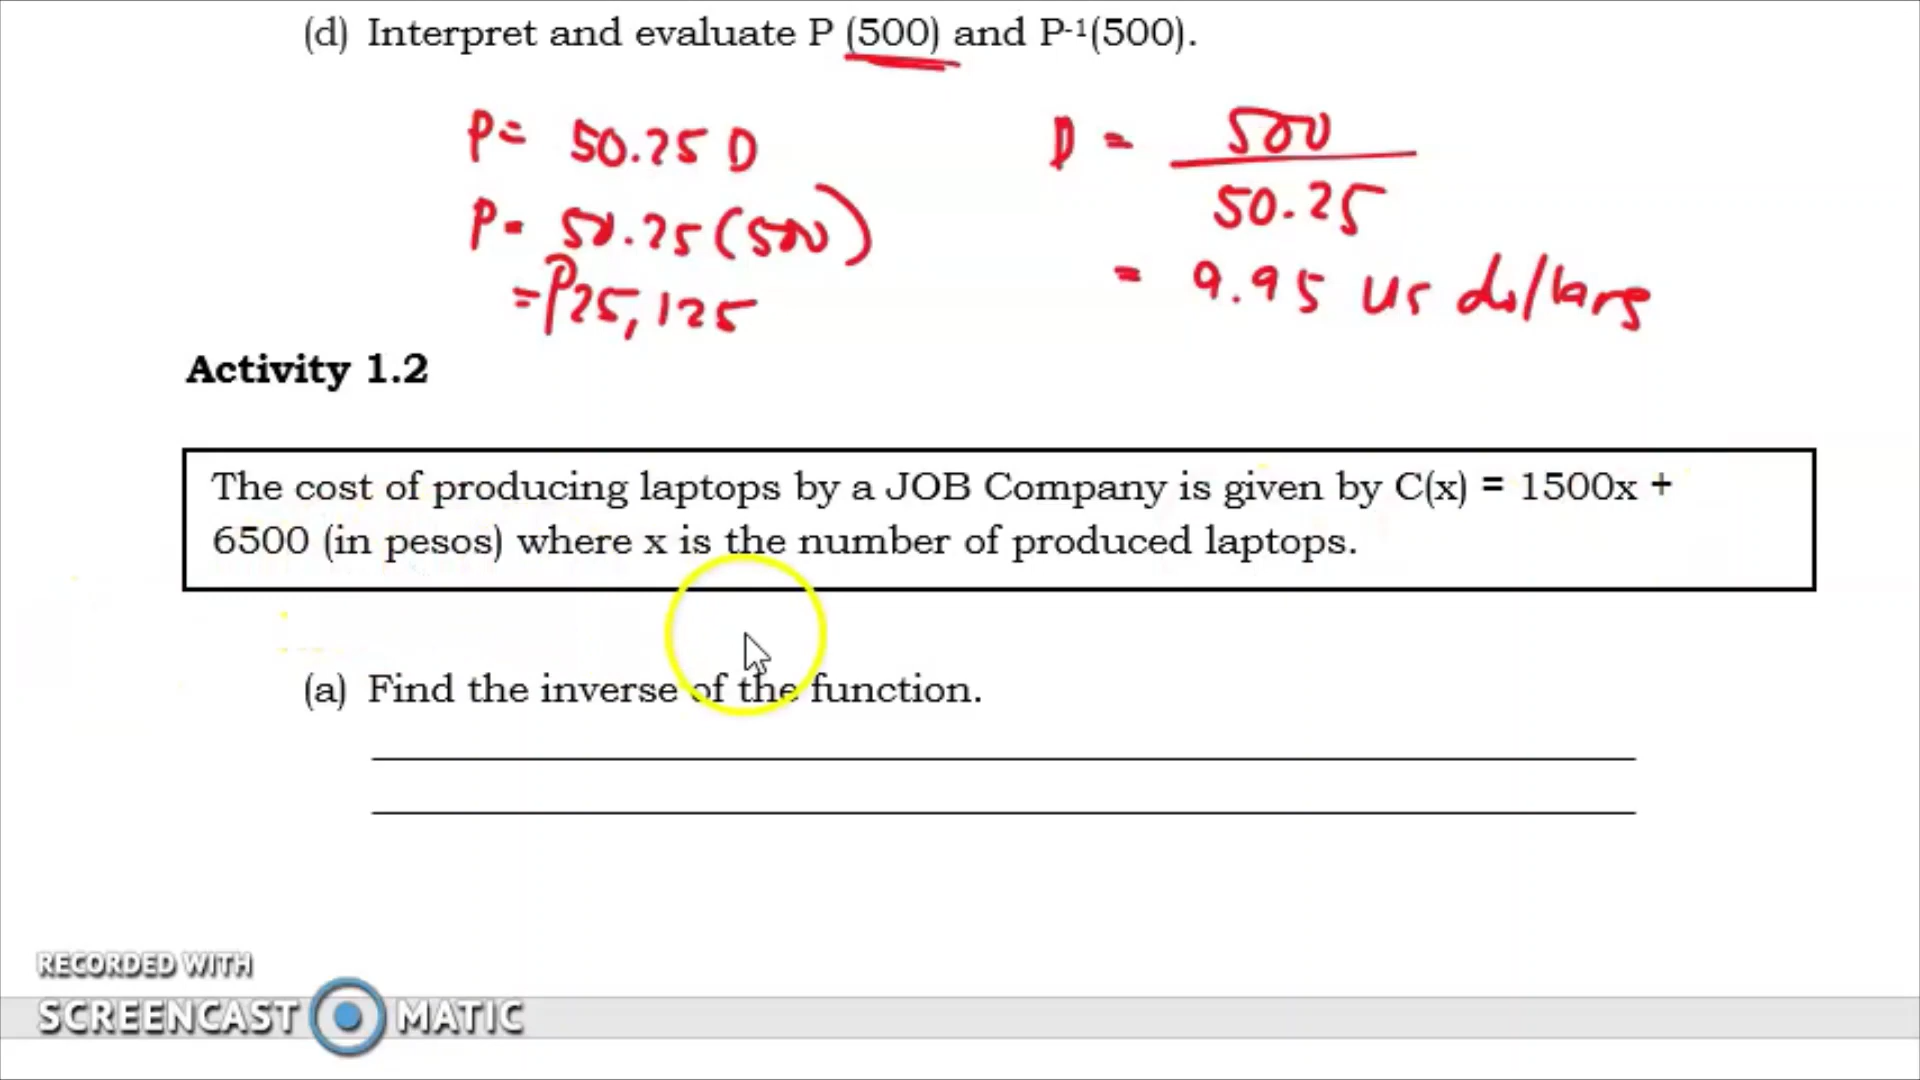 (d) Interpret and evaluate P (500) and P-1(500).
P= 50.25 D
D = 500
50.25
P= 50.25(500)
=P25,125
= 9.95 us dollars
Activity 1.2
The cost of producing laptops by a JOB Company is given by C(x) = 1500x +
6500 (in pesos) where x is the number of produced laptops.
(a) Find the inverse of the function.
RECORDED WITH
SCREENCAST MATIC